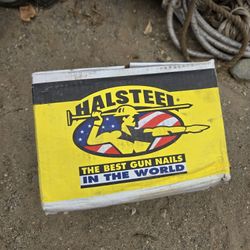 HALSTEEL
THE BEST GUN NAILS
IN THE WORLD